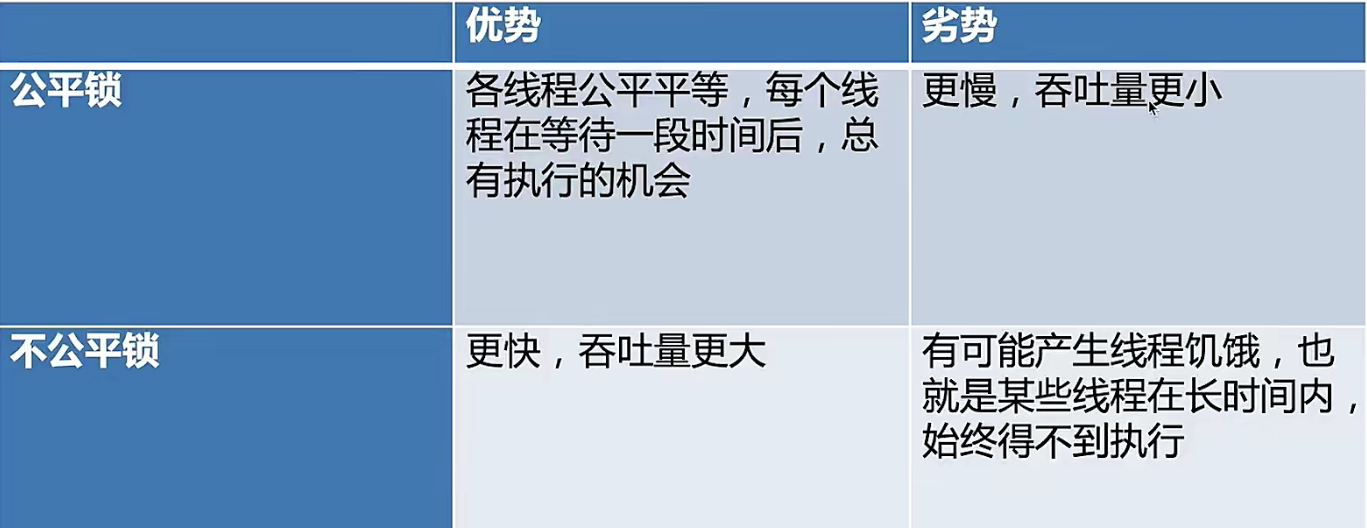 优势
劣势
公平锁
各线程公平平等，每个线
程在等待一段时间后，总
有执行的机会
更慢，吞吐量更小
不公平锁
更快，吞吐量更大
有可能产生线程饥饿，也
就是某些线程在长时间内，
始终得不到执行